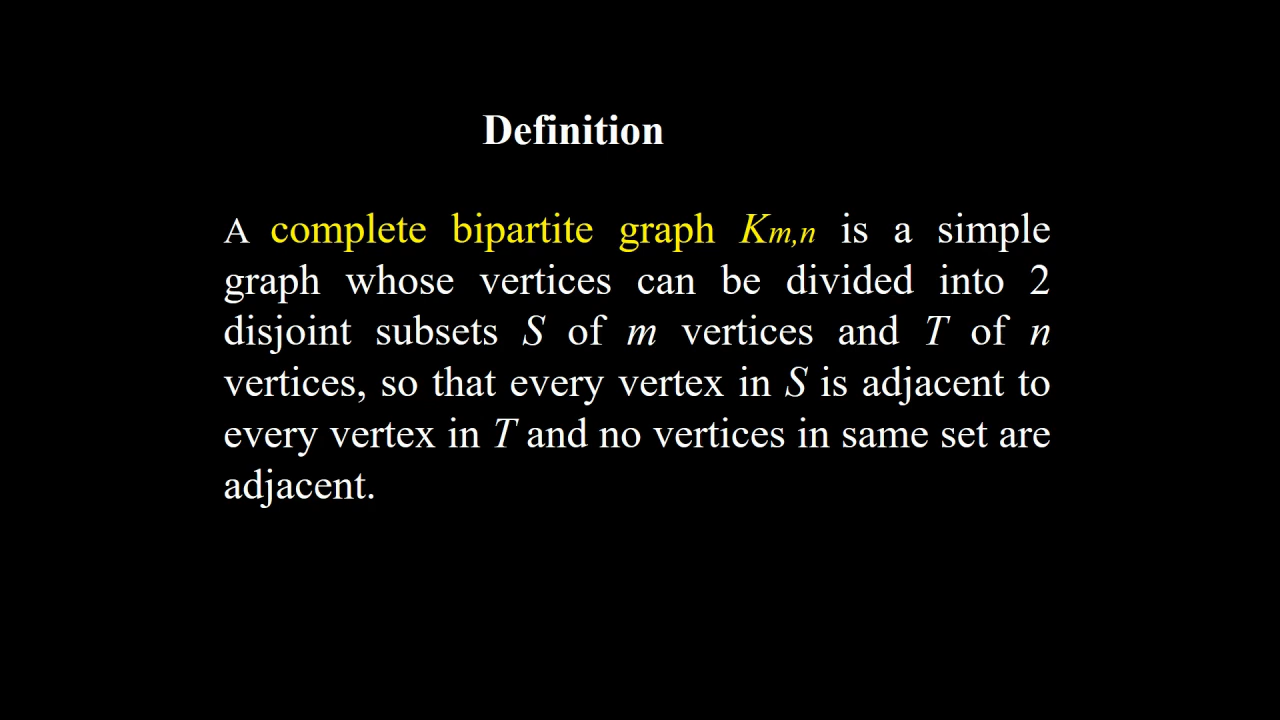 Definition
A complete bipartite graph Km,n is a simple
graph whose vertices can be divided into 2
disjoint subsets S of m vertices and T of n
vertices, so that every vertex in S is adjacent to
every vertex in T and no vertices in same set are
adjacent.